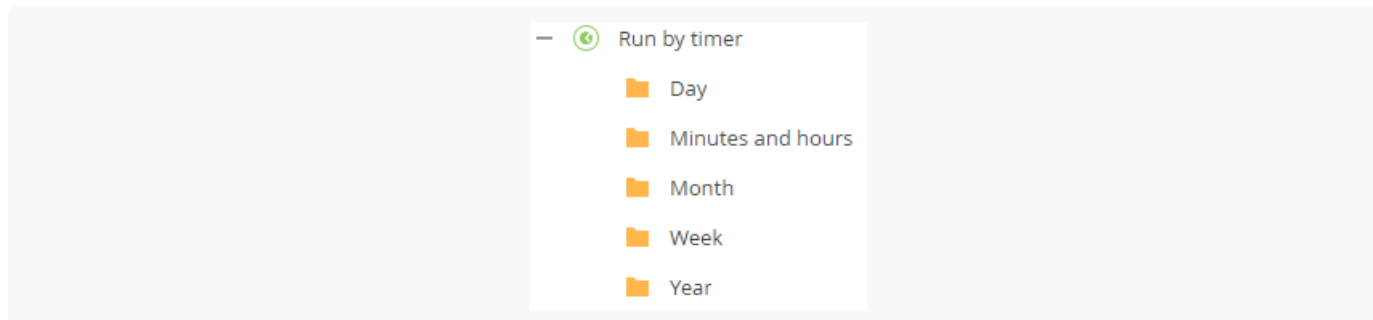 Run by timer
Day
Minutes and hours
Month
Week
Year